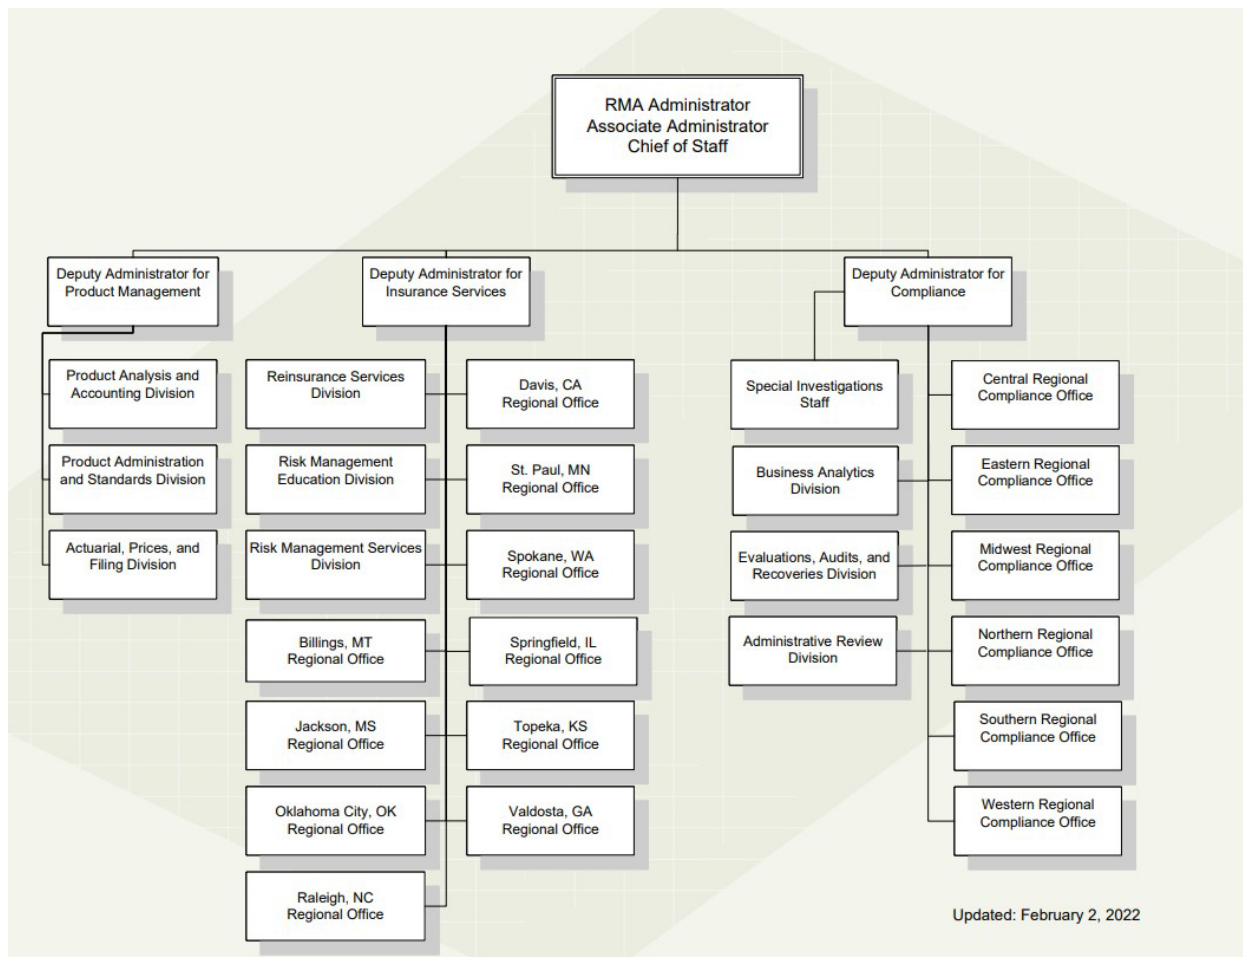 RMA Administrator
Associate Administrator
Chief of Staff
Deputy Administrator for
Product Management
Deputy Administrator for
Insurance Services
Deputy Administrator for
Compliance
Product Analysis and
Accounting Division
Product Administration
and Standards Division
Actuarial, Prices, and
Filing Division
Reinsurance Services
Division
Risk Management
Education Division
Risk Management Services
Division
Billings, MT
Regional Office
Jackson, MS
Regional Office
Oklahoma City, OK
Regional Office
Raleigh, NC
Regional Office
Davis, CA
Regional Office
St. Paul, MN
Regional Office
Spokane, WA
Regional Office
Springfield, IL
Regional Office
Topeka, KS
Regional Office
Valdosta, GA
Regional Office
Special Investigations
Staff
Business Analytics
Division
Evaluations, Audits, and
Recoveries Division
Administrative Review
Division
Central Regional
Compliance Office
Eastern Regional
Compliance Office
Midwest Regional
Compliance Office
Northern Regional
Compliance Office
Southern Regional
Compliance Office
Western Regional
Compliance Office
Updated: February 2, 2022